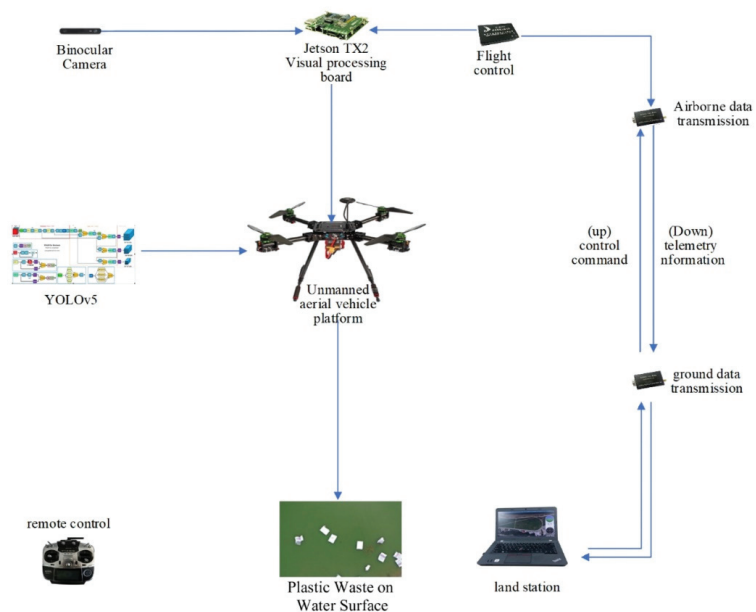 Binocular
Camera
Jetson TX2
Visual processing
board
Flight
control
Airborne data
transmission
(up)
control
command
(Down)
telemetry
nformation
YOLOv5
Unmanned
aerial vehicle
platform
ground data
transmission
remote control
Plastic Waste on
Water Surface
land station